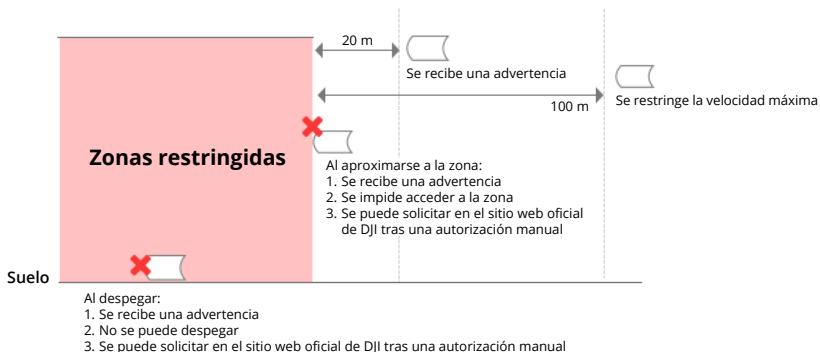 20 m
Se recibe una advertencia
100 m
Se restringe la velocidad máxima
Zonas restringidas
Al aproximarse a la zona:
1. Se recibe una advertencia
2. Se impide acceder a la zona
3. Se puede solicitar en el sitio web oficial
de DJI tras una autorización manual
Suelo
Al despegar:
1. Se recibe una advertencia
2. No se puede despegar
3. Se puede solicitar en el sitio web oficial de DJI tras una autorización manual